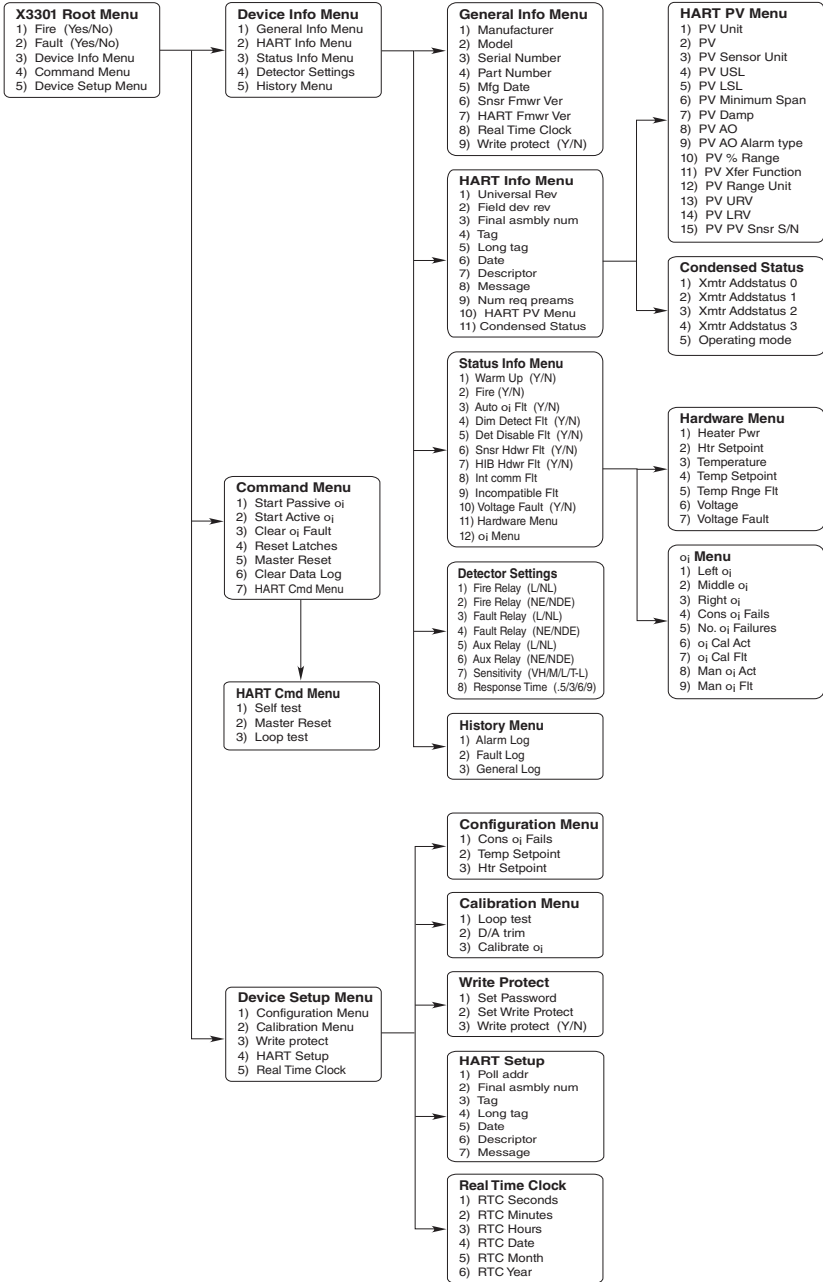 X3301 Root Menu
1) Fire (Yes/No)
2) Fault (Yes/No)
3) Device Info Menu
4) Command Menu
5) Device Setup Menu
Device Info Menu
1) General Info Menu
2) HART Info Menu
3) Status Info Menu
4) Detector Settings
5) History Menu
General Info Menu
1) Manufacturer
2) Model
3) Serial Number
4) Part Number
5) Mfg Date
6) Snsr Fmwr Ver
7) HART Fmwr Ver
8) Real Time Clock
9) Write protect (Y/N)
HART PV Menu
1) PV Unit
2) PV
3) PV Sensor Unit
4) PV USL
5) PV LSL
6) PV Minimum Span
7) PV Damp
8) PV AO
9) PV AO Alarm type
10) PV % Range
11) PV Xfer Function
12) PV Range Unit
13) PV URV
14) PV LRV
15) PV PV Snsr S/N
HART Info Menu
1) Universal Rev
2) Field dev rev
3) Final asmbly num
4) Tag
5) Long tag
6) Date
7) Descriptor
8) Message
9) Num req preams
10) HART PV Menu
11) Condensed Status
Condensed Status
1) Xmtr Addstatus 0
2) Xmtr Addstatus 1
3) Xmtr Addstatus 2
4) Xmtr Addstatus 3
5) Operating mode
Status Info Menu
1) Warm Up (Y/N)
2) Fire (Y/N)
3) Auto oi Flt (Y/N)
4) Dim Detect Flt (Y/N)
5) Det Disable Flt (Y/N)
6) Snsr Hdwr Flt (Y/N)
7) HIB Hdwr Flt (Y/N)
8) Int comm Flt
9) Incompatible Flt
10) Voltage Fault (Y/N)
11) Hardware Menu
12) oi Menu
Hardware Menu
1) Heater Pwr
2) Htr Setpoint
3) Temperature
4) Temp Setpoint
5) Temp Rnge Flt
6) Voltage
7) Voltage Fault
Command Menu
1) Start Passive oi
2) Start Active oi
3) Clear oi Fault
4) Reset Latches
5) Master Reset
6) Clear Data Log
7) HART Cmd Menu
oi Menu
1) Left oi
2) Middle oi
3) Right oi
4) Cons oi Fails
5) No. oi Failures
6) oi Cal Act
7) oi Cal Flt
8) Man oi Act
9) Man oi Flt
Detector Settings
1) Fire Relay (L/NL)
2) Fire Relay (NE/NDE)
3) Fault Relay (L/NL)
4) Fault Relay (NE/NDE)
5) Aux Relay (L/NL)
6) Aux Relay (NE/NDE)
7) Sensitivity (VH/M/L/T-L)
8) Response Time (.5/3/6/9)
HART Cmd Menu
1) Self test
2) Master Reset
3) Loop test
History Menu
1) Alarm Log
2) Fault Log
3) General Log
Configuration Menu
1) Cons oi Fails
2) Temp Setpoint
3) Htr Setpoint
Calibration Menu
1) Loop test
2) D/A trim
3) Calibrate oi
Device Setup Menu
1) Configuration Menu
2) Calibration Menu
3) Write protect
4) HART Setup
5) Real Time Clock
Write Protect
1) Set Password
2) Set Write Protect
3) Write protect (Y/N)
HART Setup
1) Poll addr
2) Final asmbly num
3) Tag
4) Long tag
5) Date
6) Descriptor
7) Message
Real Time Clock
1) RTC Seconds
2) RTC Minutes
3) RTC Hours
4) RTC Date
5) RTC Month
6) RTC Year